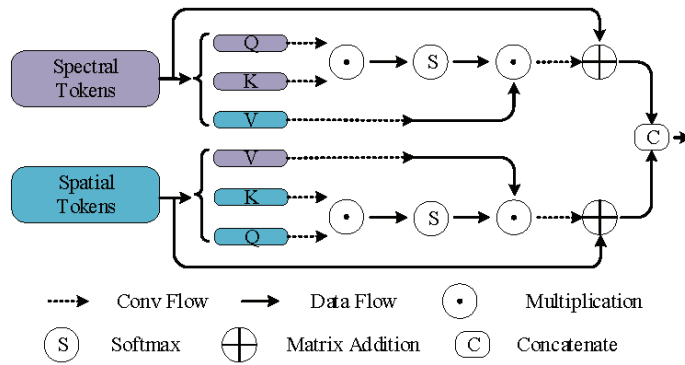 Spectral
Tokens
Q
K
V
S
C
Spatial
Tokens
V
K
Q
S
Conv Flow
Data Flow
Multiplication
S
Softmax
Matrix Addition
C
Concatenate